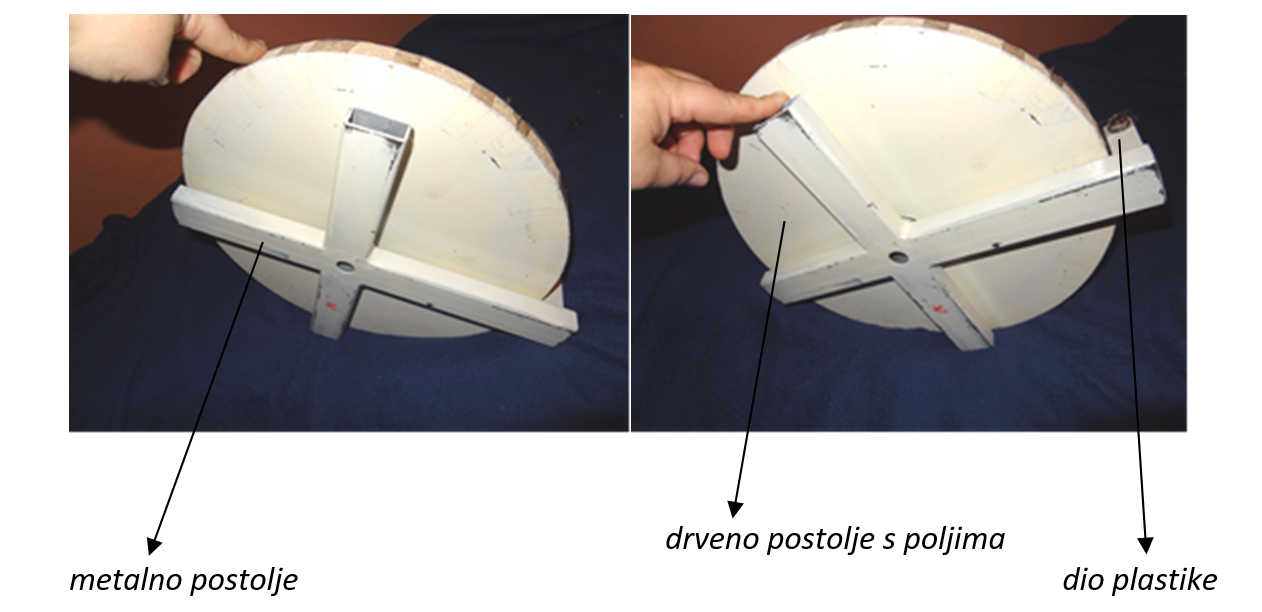 drveno postolje s poljima
metalno postolje
dio plastike